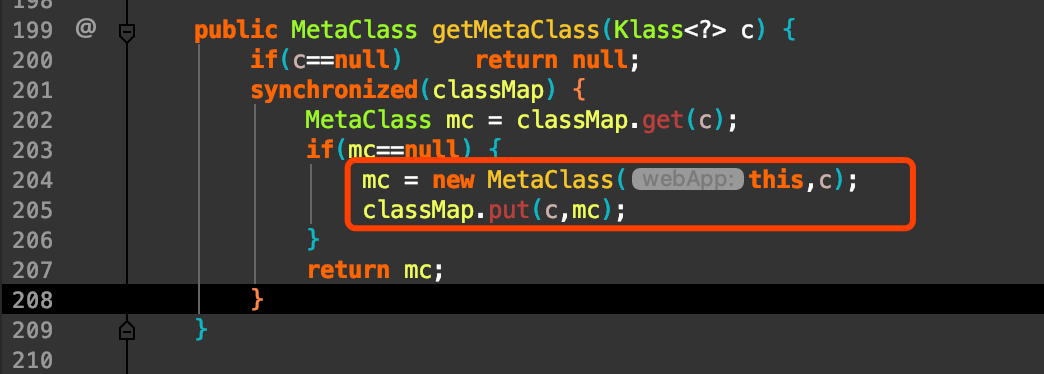 198
199 @ public MetaClass getMetaClass(Klass<?> c) {
200 if(c==null) return null;
201 synchronized(classMap) {
202 MetaClass mc = classMap.get(c);
203 if(mc==null) {
204 mc = new MetaClass( webApp: this,c);
205 classMap.put(c,mc);
206 }
207 return mc;
208 }
209 }
210